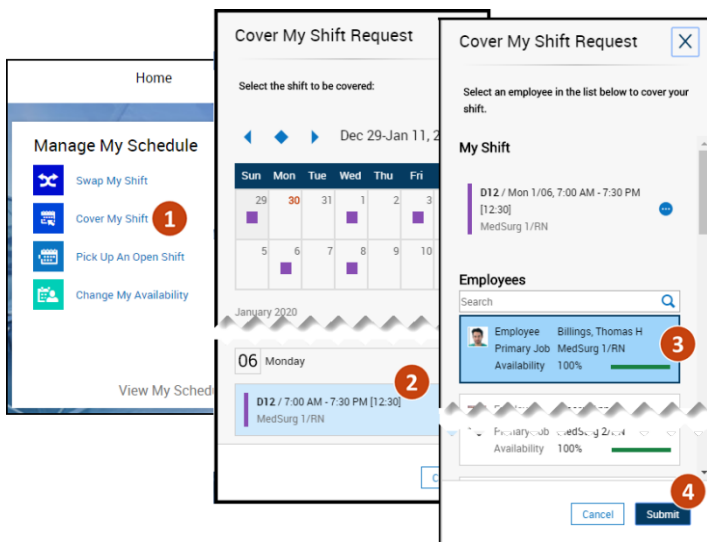 Home
Manage My Schedule
Swap My Shift
Cover My Shift
1
Pick Up An Open Shift
Change My Availability
View My Sched
Cover My Shift Request
Select the shift to be covered:
Dec 29-Jan 11, 2
Sun Mon Tue Wed Thu Fri
29 30 31 1 2 3
5 6 7 8 9 10
January 2020
06 Monday
2
D12 / 7:00 AM - 7:30 PM [12:30]
MedSurg 1/RN
C
Cover My Shift Request
Select an employee in the list below to cover your
shift.
My Shift
D12 / Mon 1/06, 7:00 AM - 7:30 PM
[12:30]
MedSurg 1/RN
Employees
Search
Employee Billings, Thomas H
Primary Job MedSurg 1/RN
3
Availability 100%
Primary Job MedSurg 2/RN
Availability 100%
4
Cancel Submit